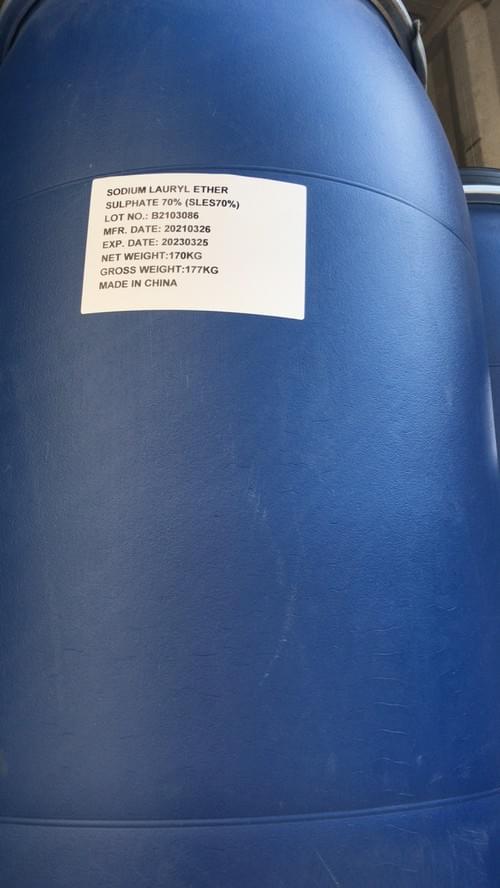 SODIUM LAURYL ETHER
SULPHATE 70% (SLES70%)
LOT NO.: B2103086
MFR. DATE: 20210326
EXP. DATE: 20230325
NET WEIGHT:170KG
GROSS WEIGHT:177KG
MADE IN CHINA